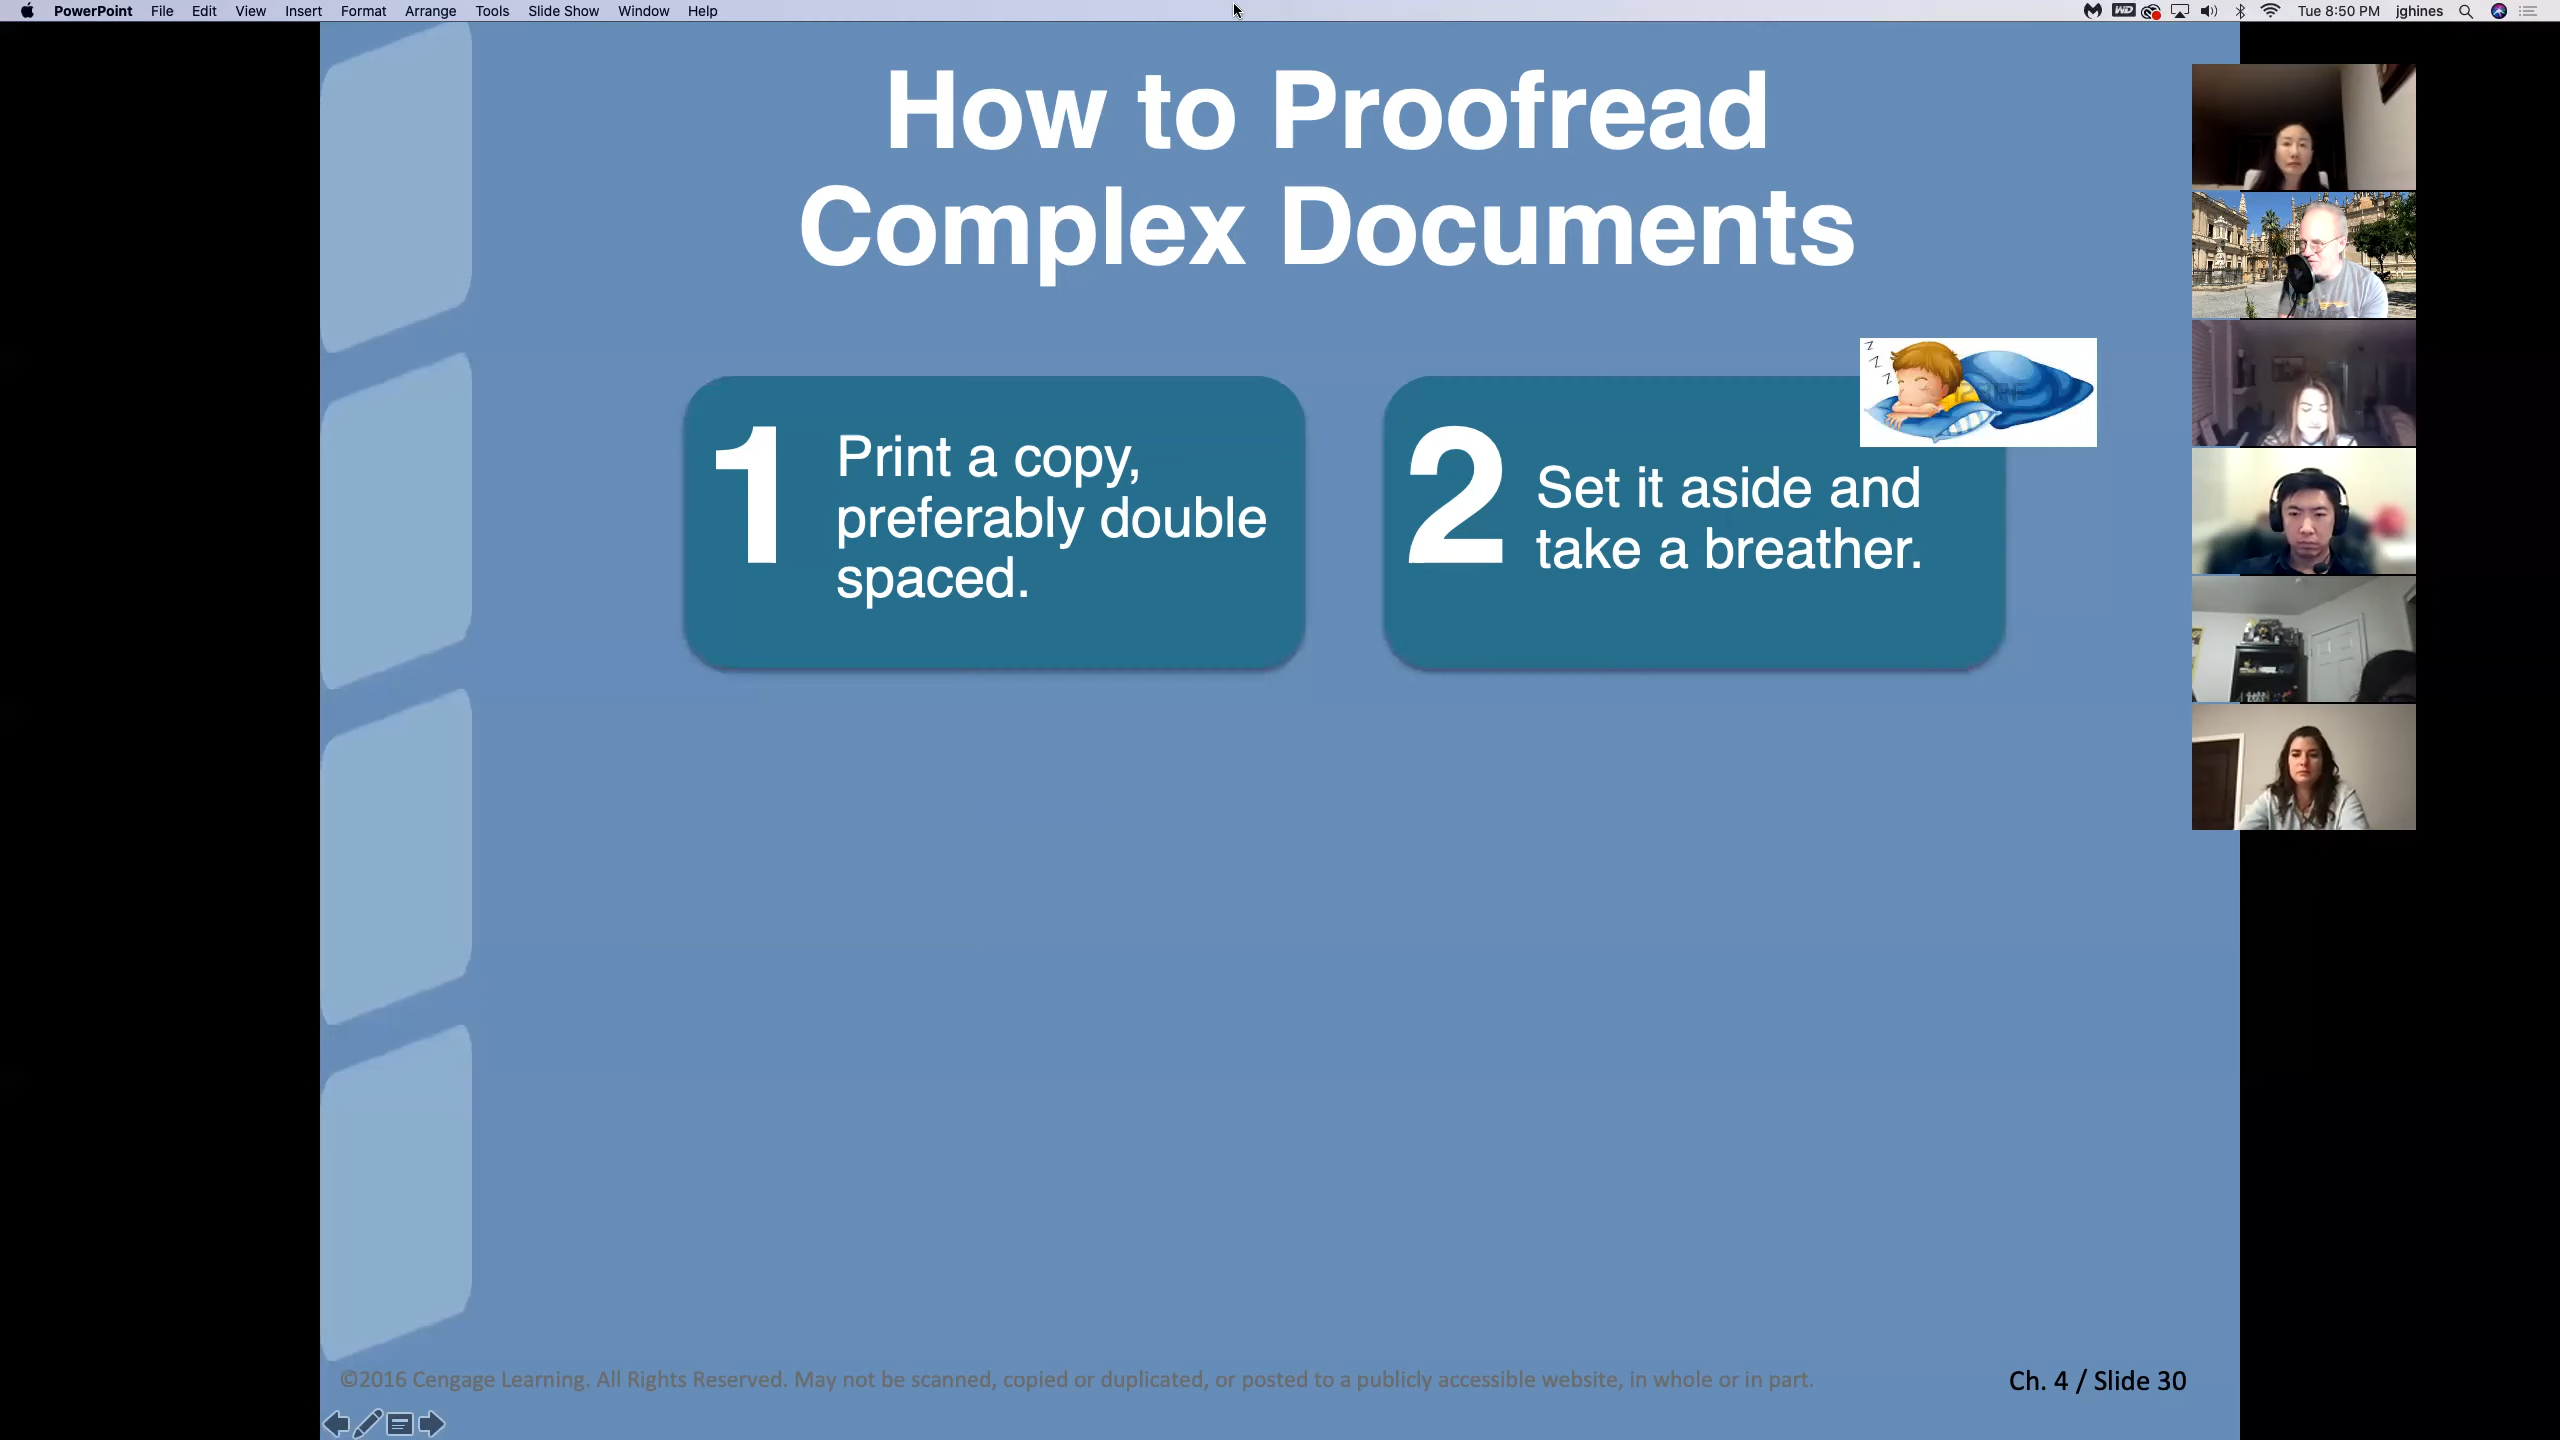 PowerPoint File Edit View Insert Format Arrange Tools Slide Show Window Help Tue 8:50 PM jghines
How to Proofread
Complex Documents
1 Print a copy,
preferably double
spaced.
z
z
z
2 Set it aside and
take a breather.
©2016 Cengage Learning. All Rights Reserved. May not be scanned, copied or duplicated, or posted to a publicly accessible website, in whole or in part.
Ch. 4 / Slide 30